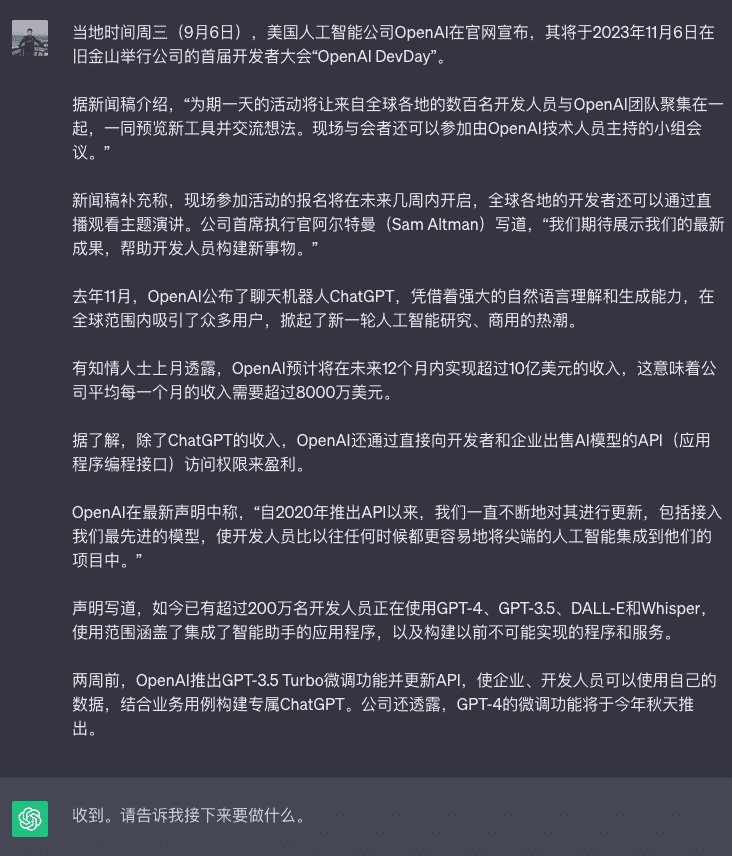 当地时间周三（9月6日），美国人工智能公司OpenAI在官网宣布，其将于2023年11月6日在
旧金山举行公司的首届开发者大会“OpenAI DevDay”。
据新闻稿介绍，“为期一天的活动将让来自全球各地的数百名开发人员与OpenAI团队聚集在一
起，一同预览新工具并交流想法。现场与会者还可以参加由OpenAI技术人员主持的小组会
议。”
新闻稿补充称，现场参加活动的报名将在未来几周内开启，全球各地的开发者还可以通过直
播观看主题演讲。公司首席执行官阿尔特曼（Sam Altman）写道，“我们期待展示我们的最新
成果，帮助开发人员构建新事物。”
去年11月，OpenAI公布了聊天机器人ChatGPT，凭借着强大的自然语言理解和生成能力，在
全球范围内吸引了众多用户，掀起了新一轮人工智能研究、商用的热潮。
有知情人士上月透露，OpenAI预计将在未来12个月内实现超过10亿美元的收入，这意味着公
司平均每一个月的收入需要超过8000万美元。
据了解，除了ChatGPT的收入，OpenAI还通过直接向开发者和企业出售AI模型的API（应用
程序编程接口）访问权限来盈利。
OpenAI在最新声明中称，“自2020年推出API以来，我们一直不断地对其进行更新，包括接入
我们最先进的模型，使开发人员比以往任何时候都更容易地将尖端的人工智能集成到他们的
项目中。”
声明写道，如今已有超过200万名开发人员正在使用GPT-4、GPT-3.5、DALL-E和Whisper，
使用范围涵盖了集成了智能助手的应用程序，以及构建以前不可能实现的程序和服务。
两周前，OpenAI推出GPT-3.5 Turbo微调功能并更新API，使企业、开发人员可以使用自己的
数据，结合业务用例构建专属ChatGPT。公司还透露，GPT-4的微调功能将于今年秋天推
出。
收到。请告诉我接下来要做什么。